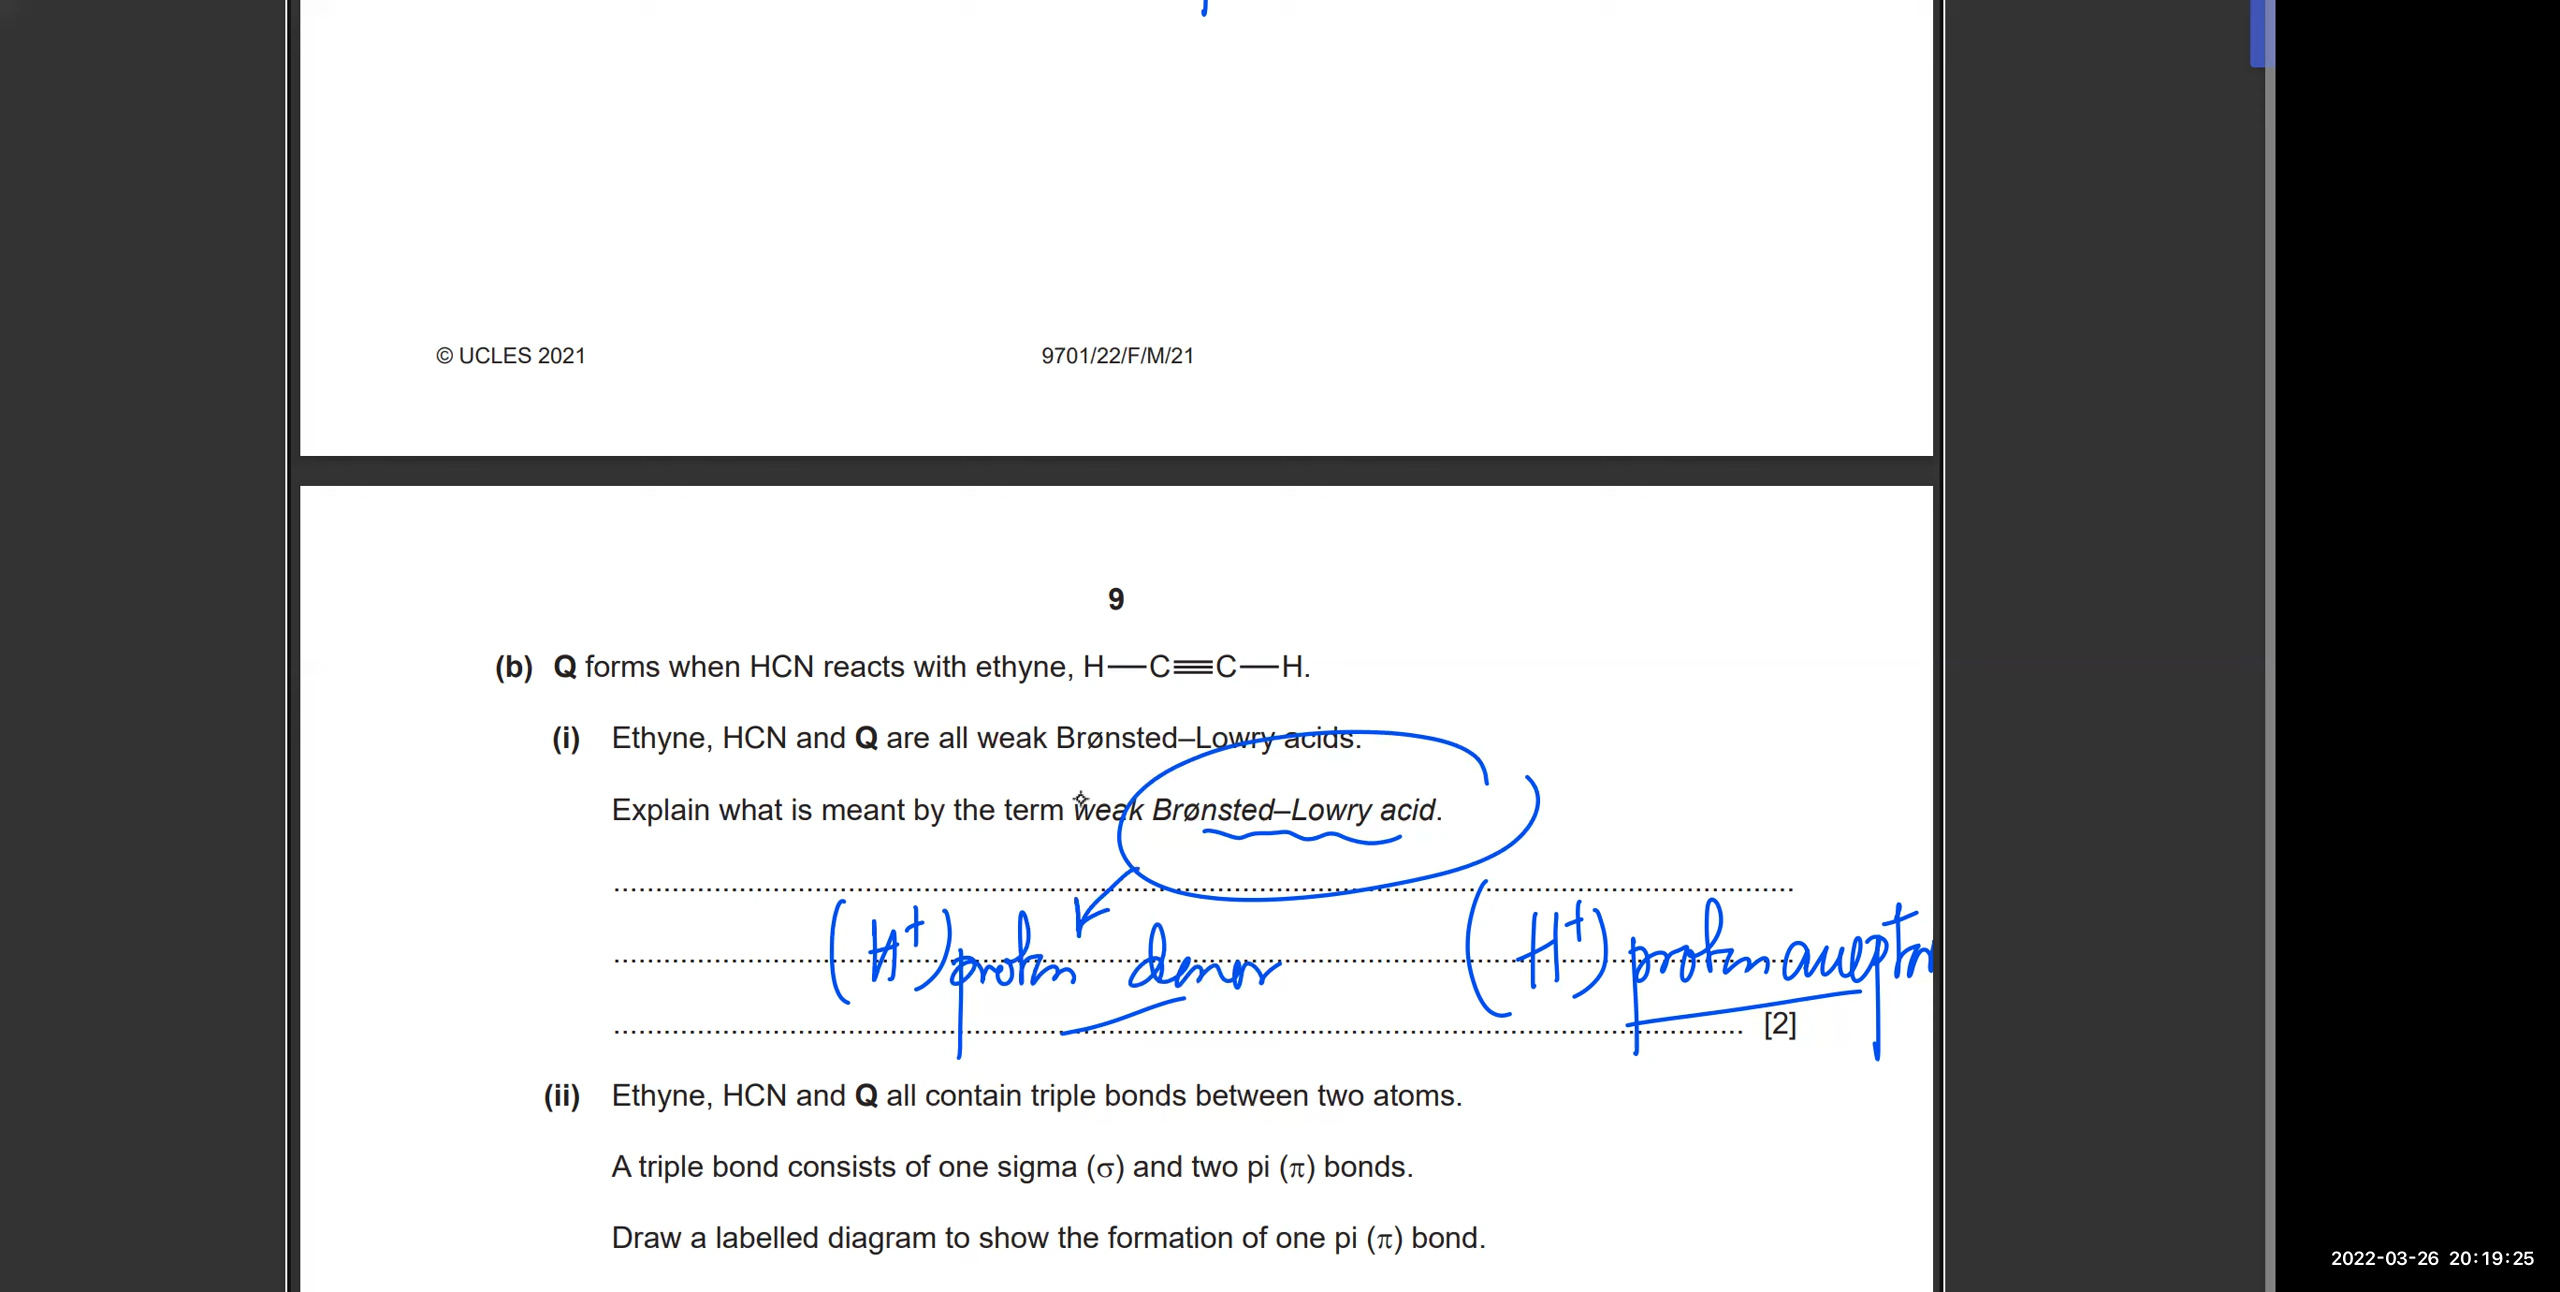 © UCLES 2021 9701/22/F/M/21
9
(b) Q forms when HCN reacts with ethyne, H—C≡C—H.
(i) Ethyne, HCN and Q are all weak Brønsted–Lowry acids.
Explain what is meant by the term weak Brønsted–Lowry acid.
(H⁺) proton donor (H⁺) proton acceptor
[2]
(ii) Ethyne, HCN and Q all contain triple bonds between two atoms.
A triple bond consists of one sigma (σ) and two pi (π) bonds.
Draw a labelled diagram to show the formation of one pi (π) bond.
2022-03-26 20:19:25